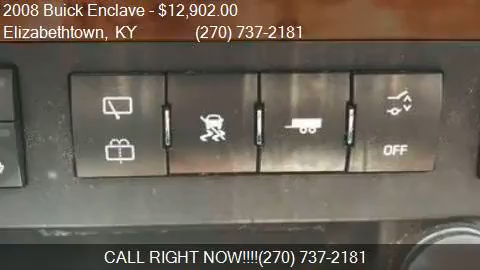 2008 Buick Enclave - $12,902.00
Elizabethtown, KY (270) 737-2181
OFF
CALL RIGHT NOW!!!!(270) 737-2181